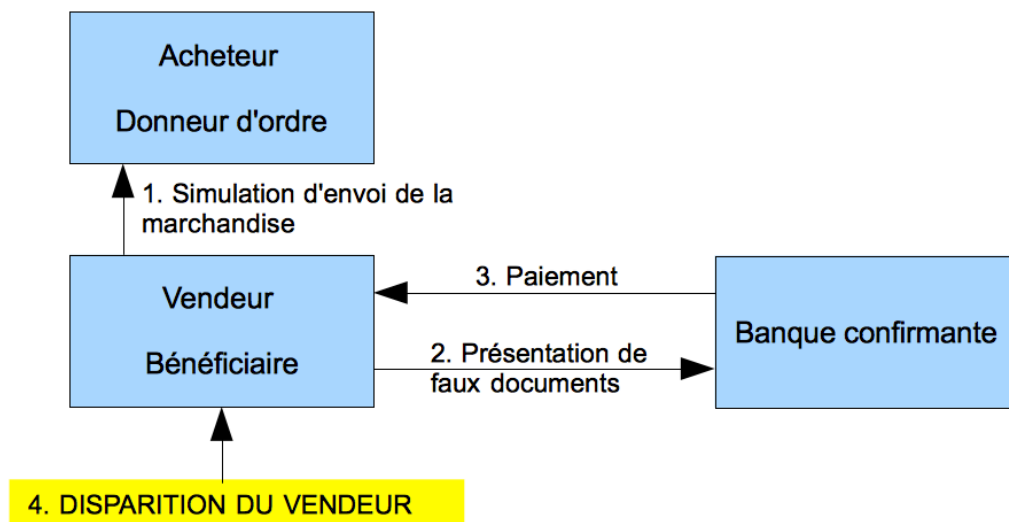 Acheteur
Donneur d'ordre
1. Simulation d'envoi de la
marchandise
Vendeur
Bénéficiaire
3. Paiement
2. Présentation de
faux documents
Banque confirmante
4. DISPARITION DU VENDEUR